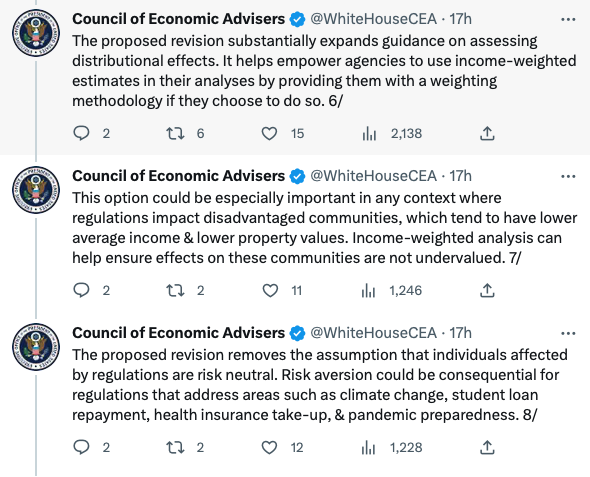 Council of Economic Advisers @WhiteHouseCEA · 17h
The proposed revision substantially expands guidance on assessing
distributional effects. It helps empower agencies to use income-weighted
estimates in their analyses by providing them with a weighting
methodology if they choose to do so. 6/
2 6 15 2,138
Council of Economic Advisers @WhiteHouseCEA · 17h
This option could be especially important in any context where
regulations impact disadvantaged communities, which tend to have lower
average income & lower property values. Income-weighted analysis can
help ensure effects on these communities are not undervalued. 7/
2 2 11 1,246
Council of Economic Advisers @WhiteHouseCEA · 17h
The proposed revision removes the assumption that individuals affected
by regulations are risk neutral. Risk aversion could be consequential for
regulations that address areas such as climate change, student loan
repayment, health insurance take-up, & pandemic preparedness. 8/
2 2 12 1,228